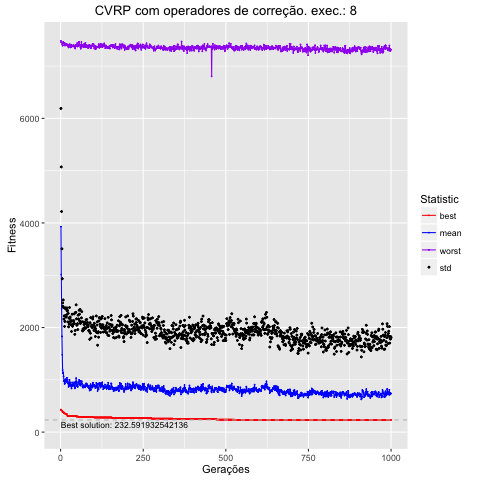 CVRP com operadores de correção. exec.: 8
Fitness
6000
4000
2000
0
Best solution: 232.591932542136
0
250
500
750
1000
Gerações
Statistic
best
mean
worst
std